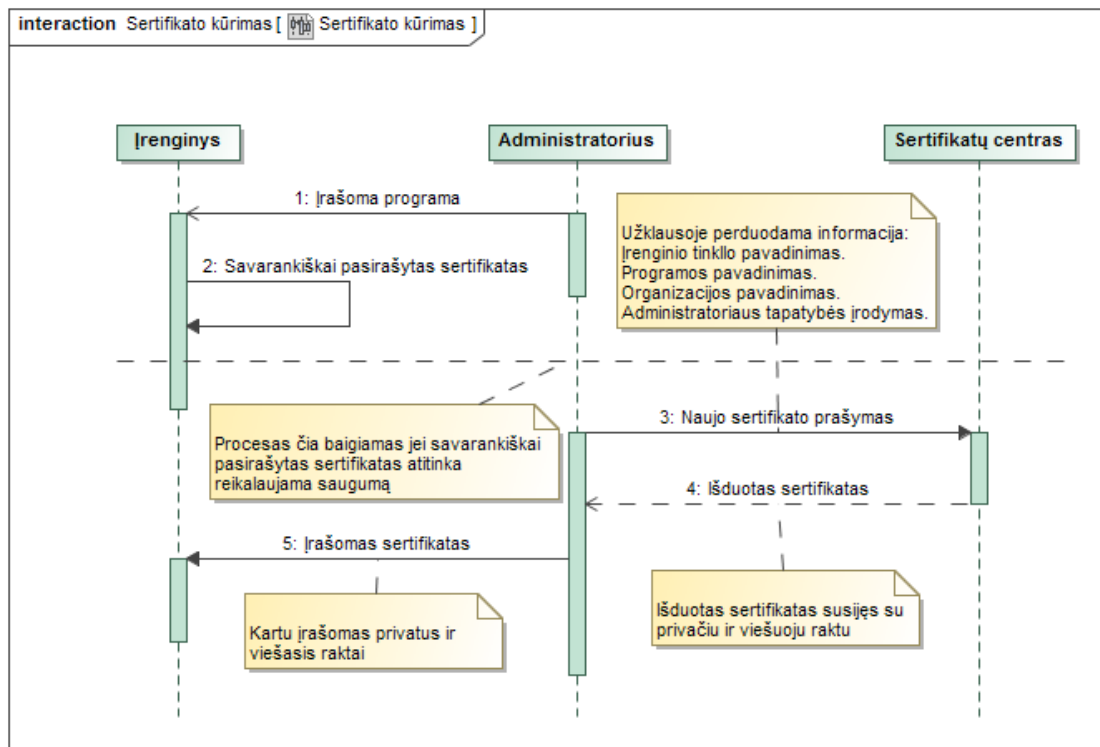 interaction Sertifikato kūrimas [ Sertifikato kūrimas ]
Įrenginys
Administratorius
Sertifikatų centras
1: Įrašoma programa
Užklausoje perduodama informacija:
Įrenginio tinkllo pavadinimas.
Programos pavadinimas.
Organizacijos pavadinimas.
Administratoriaus tapatybės įrodymas.
2: Savarankiškai pasirašytas sertifikatas
Procesas čia baigiamas jei savarankiškai
pasirašytas sertifikatas atitinka
reikalaujama saugumą
3: Naujo sertifikato prašymas
4: Išduotas sertifikatas
5: Įrašomas sertifikatas
Kartu įrašomas privatus ir
viešasis raktai
Išduotas sertifikatas susijęs su
privačiu ir viešuoju raktu